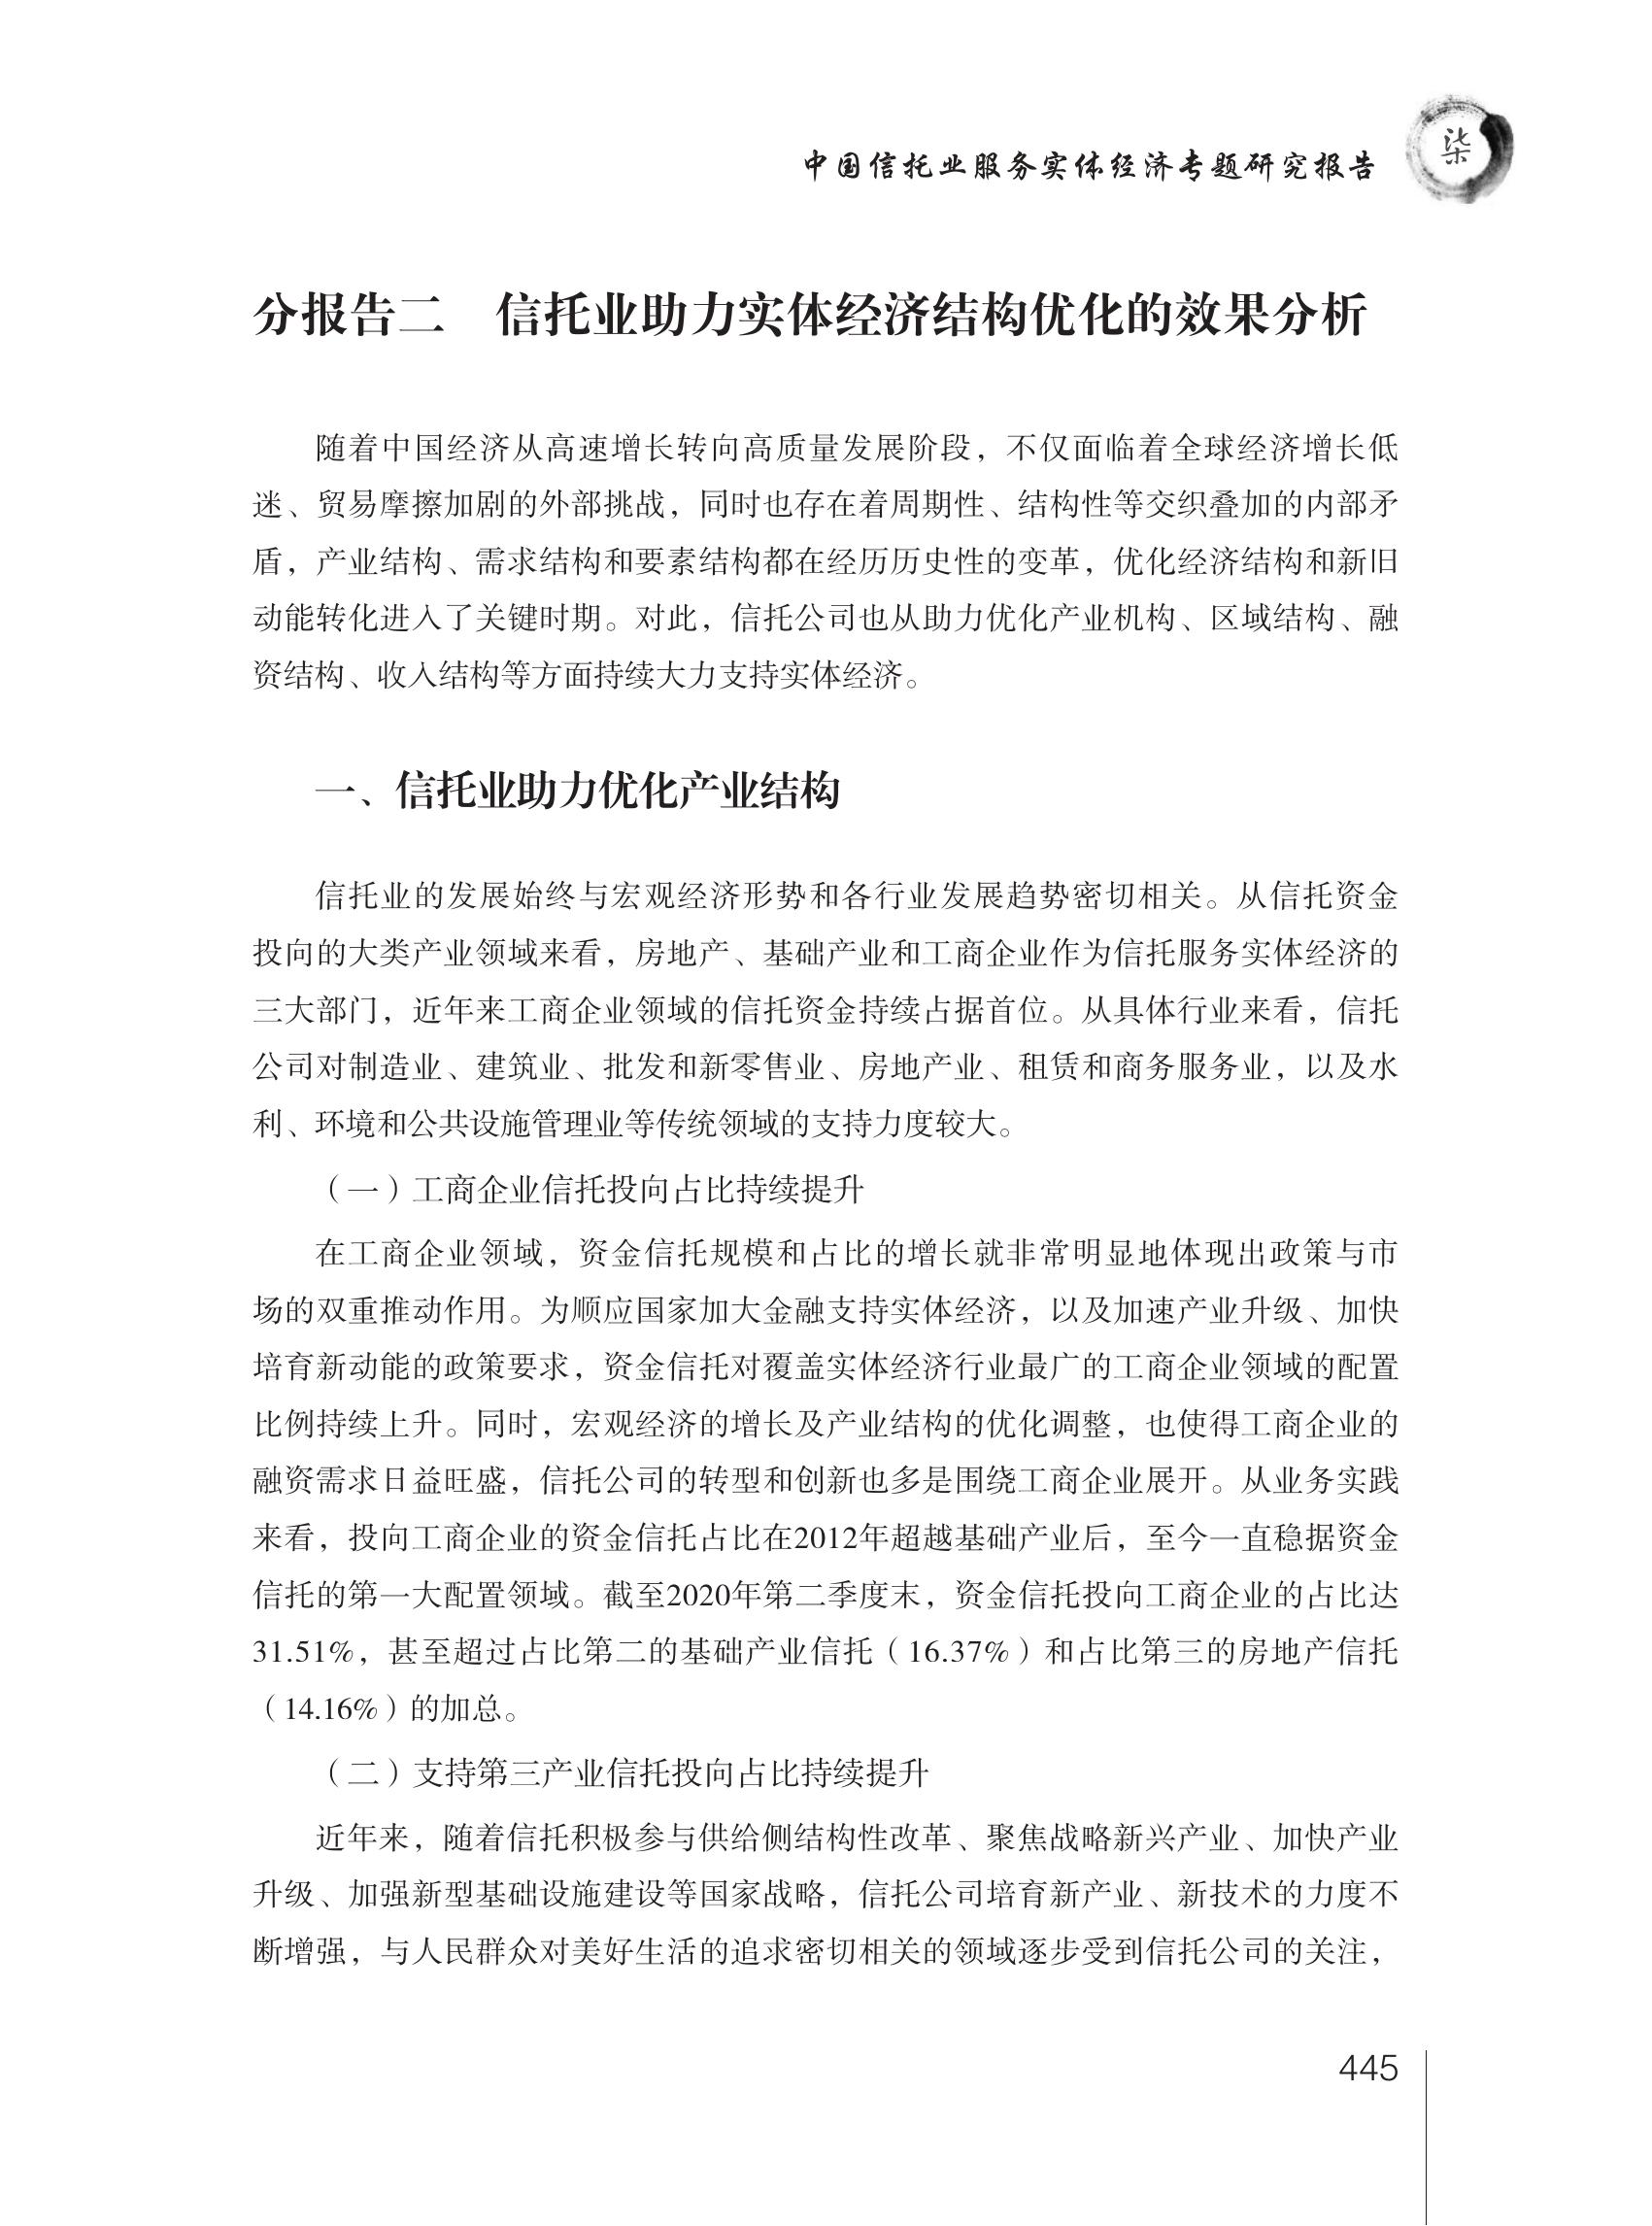 中国信托业服务实体经济专题研究报告
柒
分报告二　信托业助力实体经济结构优化的效果分析
随着中国经济从高速增长转向高质量发展阶段，不仅面临着全球经济增长低
迷、贸易摩擦加剧的外部挑战，同时也存在着周期性、结构性等交织叠加的内部矛
盾，产业结构、需求结构和要素结构都在经历历史性的变革，优化经济结构和新旧
动能转化进入了关键时期。对此，信托公司也从助力优化产业机构、区域结构、融
资结构、收入结构等方面持续大力支持实体经济。
一、信托业助力优化产业结构
信托业的发展始终与宏观经济形势和各行业发展趋势密切相关。从信托资金
投向的大类产业领域来看，房地产、基础产业和工商企业作为信托服务实体经济的
三大部门，近年来工商企业领域的信托资金持续占据首位。从具体行业来看，信托
公司对制造业、建筑业、批发和新零售业、房地产业、租赁和商务服务业，以及水
利、环境和公共设施管理业等传统领域的支持力度较大。
（一）工商企业信托投向占比持续提升
在工商企业领域，资金信托规模和占比的增长就非常明显地体现出政策与市
场的双重推动作用。为顺应国家加大金融支持实体经济，以及加速产业升级、加快
培育新动能的政策要求，资金信托对覆盖实体经济行业最广的工商企业领域的配置
比例持续上升。同时，宏观经济的增长及产业结构的优化调整，也使得工商企业的
融资需求日益旺盛，信托公司的转型和创新也多是围绕工商企业展开。从业务实践
来看，投向工商企业的资金信托占比在2012年超越基础产业后，至今一直稳据资金
信托的第一大配置领域。截至2020年第二季度末，资金信托投向工商企业的占比达
31.51%，甚至超过占比第二的基础产业信托（16.37%）和占比第三的房地产信托
（14.16%）的加总。
（二）支持第三产业信托投向占比持续提升
近年来，随着信托积极参与供给侧结构性改革、聚焦战略新兴产业、加快产业
升级、加强新型基础设施建设等国家战略，信托公司培育新产业、新技术的力度不
断增强，与人民群众对美好生活的追求密切相关的领域逐步受到信托公司的关注，
445